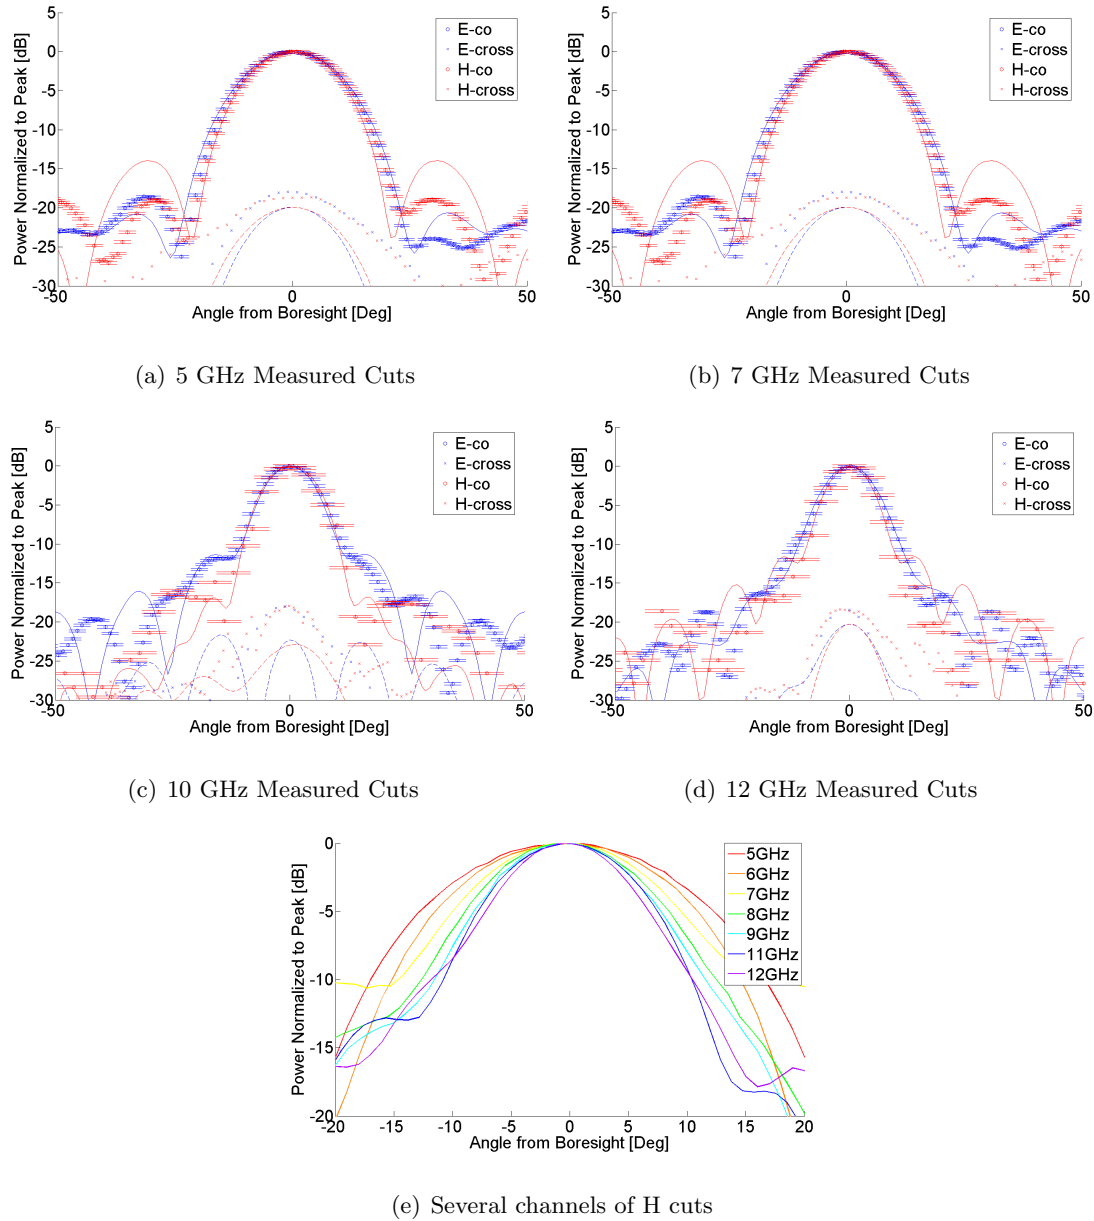 5
0
-5
-10
-15
-20
-25
-30
-50
0
50
Power Normalized to Peak [dB]
Angle from Boresight [Deg]
E-co
E-cross
H-co
H-cross
(a) 5 GHz Measured Cuts
5
0
-5
-10
-15
-20
-25
-30
-50
0
50
Power Normalized to Peak [dB]
Angle from Boresight [Deg]
E-co
E-cross
H-co
H-cross
(b) 7 GHz Measured Cuts
5
0
-5
-10
-15
-20
-25
-30
-50
0
50
Power Normalized to Peak [dB]
Angle from Boresight [Deg]
E-co
E-cross
H-co
H-cross
(c) 10 GHz Measured Cuts
5
0
-5
-10
-15
-20
-25
-30
-50
0
50
Power Normalized to Peak [dB]
Angle from Boresight [Deg]
E-co
E-cross
H-co
H-cross
(d) 12 GHz Measured Cuts
0
-5
-10
-15
-20
-20
-15
-10
-5
0
5
10
15
20
Power Normalized to Peak [dB]
Angle from Boresight [Deg]
5GHz
6GHz
7GHz
8GHz
9GHz
11GHz
12GHz
(e) Several channels of H cuts